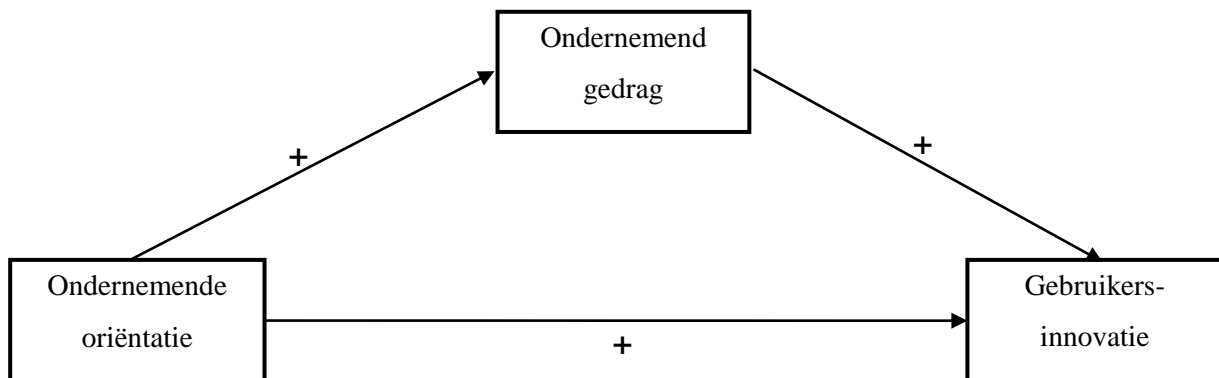 Ondernemend
gedrag
+
+
Ondernemende
oriëntatie
+
Gebruikers-
innovatie